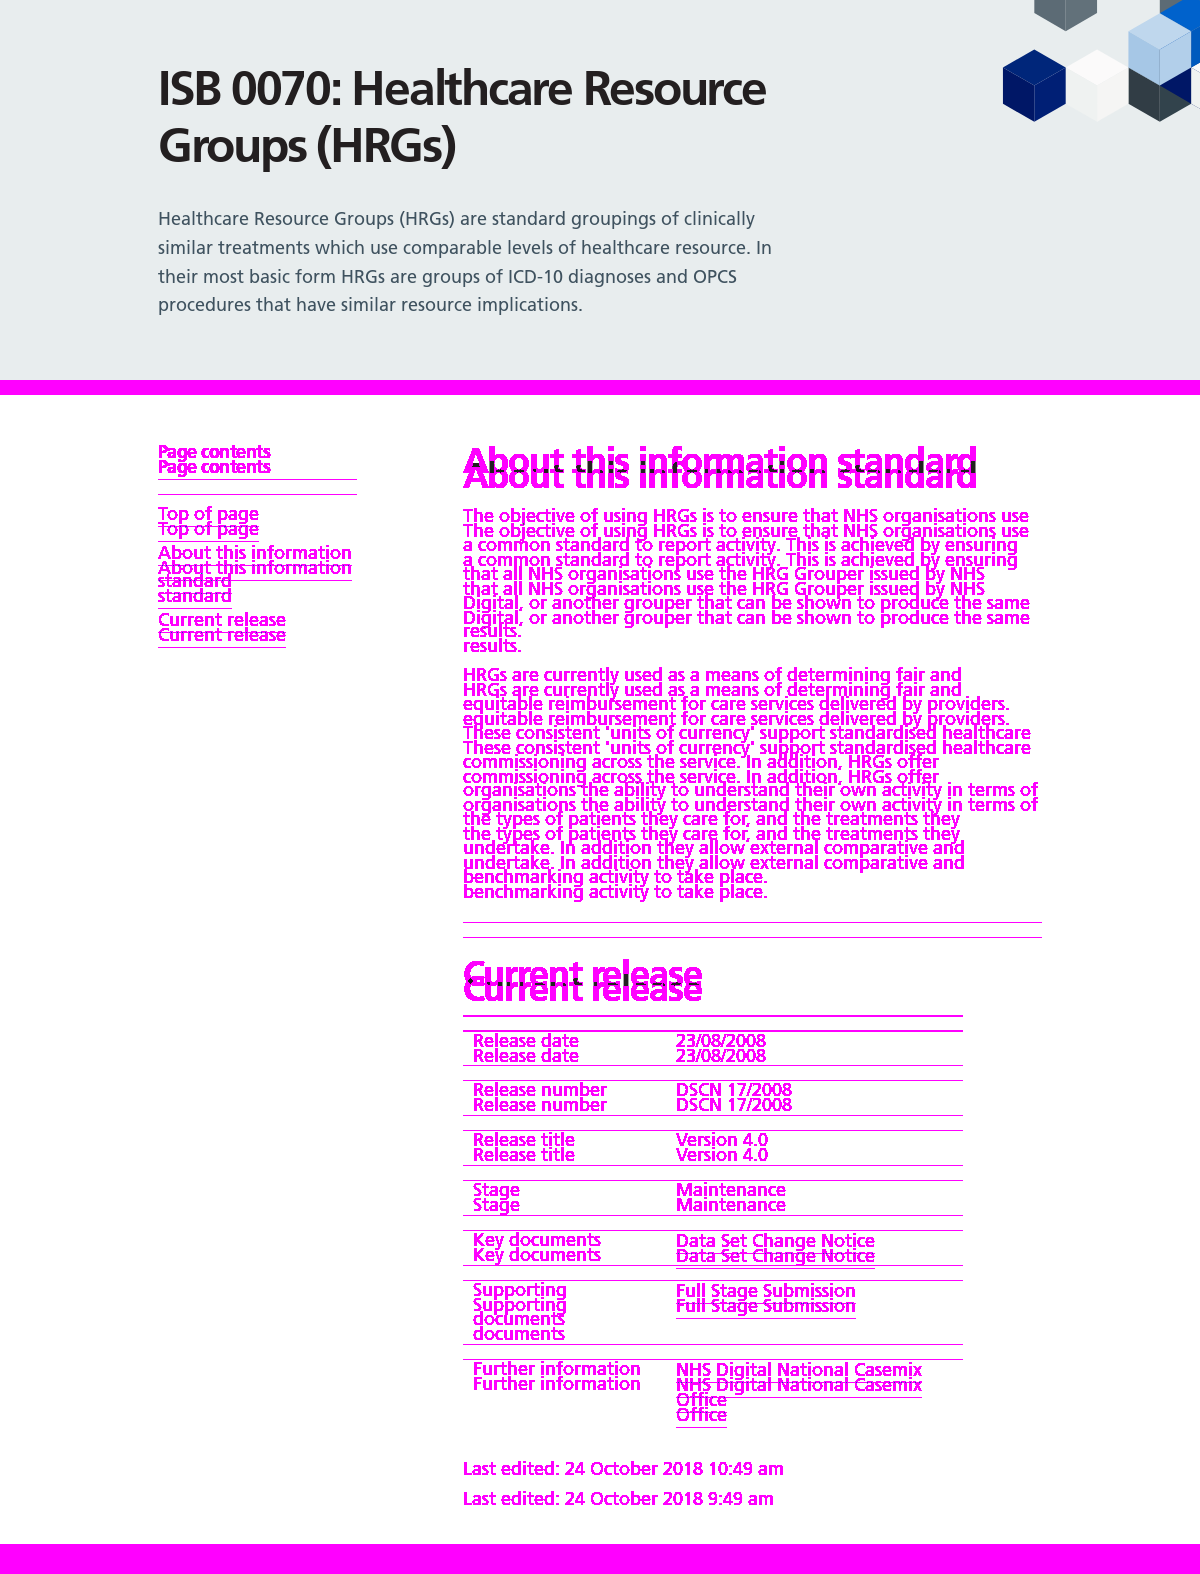 ISB 0070: Healthcare Resource
Groups (HRGs)
Healthcare Resource Groups (HRGs) are standard groupings of clinically
similar treatments which use comparable levels of healthcare resource. In
their most basic form HRGs are groups of ICD-10 diagnoses and OPCS
procedures that have similar resource implications.
Page contents
Page contents
Top of page
Top of page
About this information
About this information
standard
standard
Current release
Current release
About this information standard
About this information standard
The objective of using HRGs is to ensure that NHS organisations use
The objective of using HRGs is to ensure that NHS organisations use
a common standard to report activity. This is achieved by ensuring
a common standard to report activity. This is achieved by ensuring
that all NHS organisations use the HRG Grouper issued by NHS
that all NHS organisations use the HRG Grouper issued by NHS
Digital, or another grouper that can be shown to produce the same
Digital, or another grouper that can be shown to produce the same
results.
results.
HRGs are currently used as a means of determining fair and
HRGs are currently used as a means of determining fair and
equitable reimbursement for care services delivered by providers.
equitable reimbursement for care services delivered by providers.
These consistent 'units of currency' support standardised healthcare
These consistent 'units of currency' support standardised healthcare
commissioning across the service. In addition, HRGs offer
commissioning across the service. In addition, HRGs offer
organisations the ability to understand their own activity in terms of
organisations the ability to understand their own activity in terms of
the types of patients they care for, and the treatments they
the types of patients they care for, and the treatments they
undertake. In addition they allow external comparative and
undertake. In addition they allow external comparative and
benchmarking activity to take place.
benchmarking activity to take place.
Current release
Current release
Release date 23/08/2008
Release date 23/08/2008
Release number DSCN 17/2008
Release number DSCN 17/2008
Release title Version 4.0
Release title Version 4.0
Stage Maintenance
Stage Maintenance
Key documents Data Set Change Notice
Key documents Data Set Change Notice
Supporting Full Stage Submission
Supporting Full Stage Submission
documents
documents
Further information NHS Digital National Casemix
Further information NHS Digital National Casemix
Office
Office
Last edited: 24 October 2018 10:49 am
Last edited: 24 October 2018 9:49 am